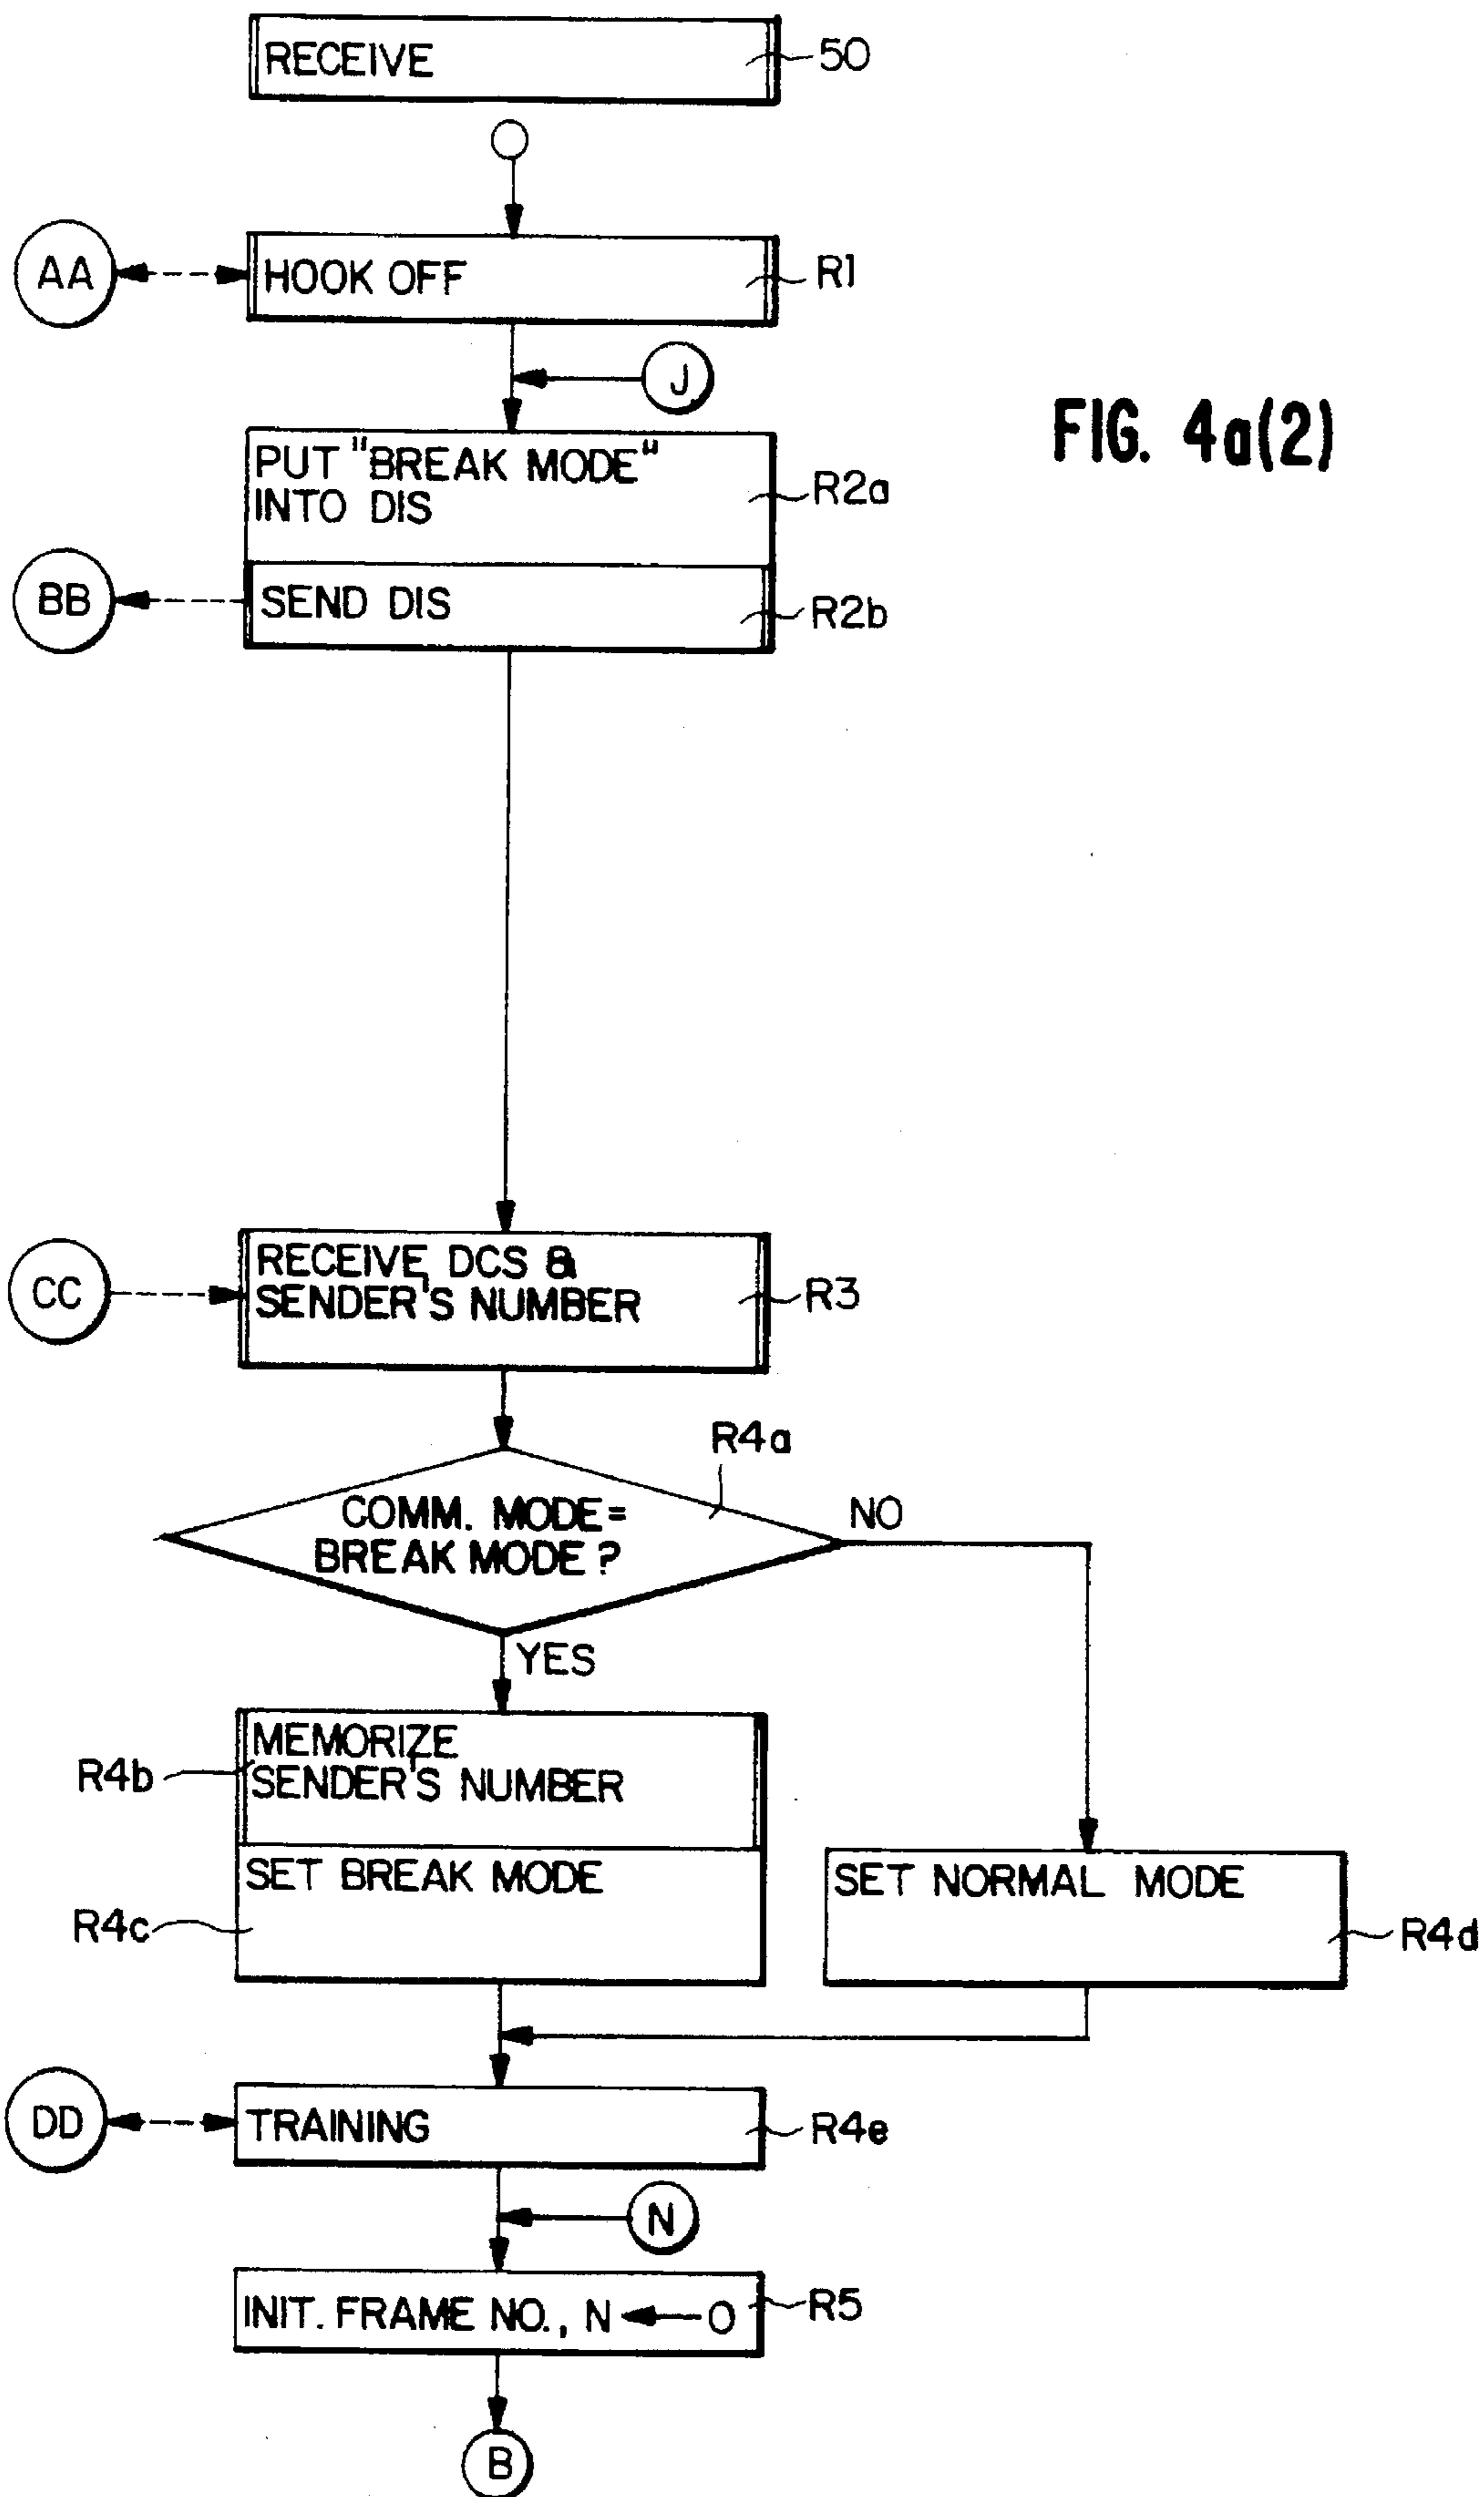 RECEIVE
50
AA
HOOK OFF
R1
J
FIG. 4a(2)
PUT "BREAK MODE"
INTO DIS
R2a
BB
SEND DIS
R2b
CC
RECEIVE DCS &
SENDER'S NUMBER
R3
R4a
COMM. MODE=
BREAK MODE?
NO
YES
R4b
MEMORIZE
SENDER'S NUMBER
R4c
SET BREAK MODE
SET NORMAL MODE
R4d
DD
TRAINING
R4e
N
INIT. FRAME NO., N ← 0
R5
B